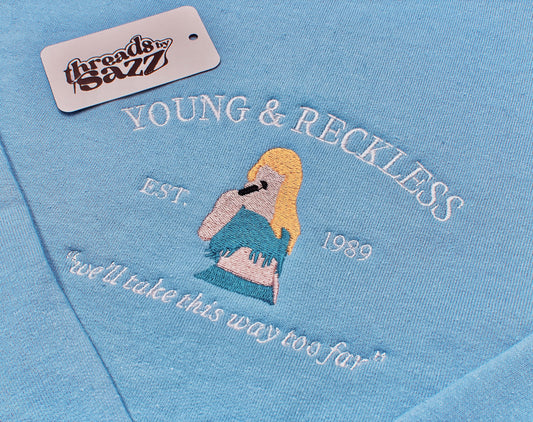 threads by
SAZZ
YOUNG & RECKLESS
EST. 1989
"we'll take this way too far"